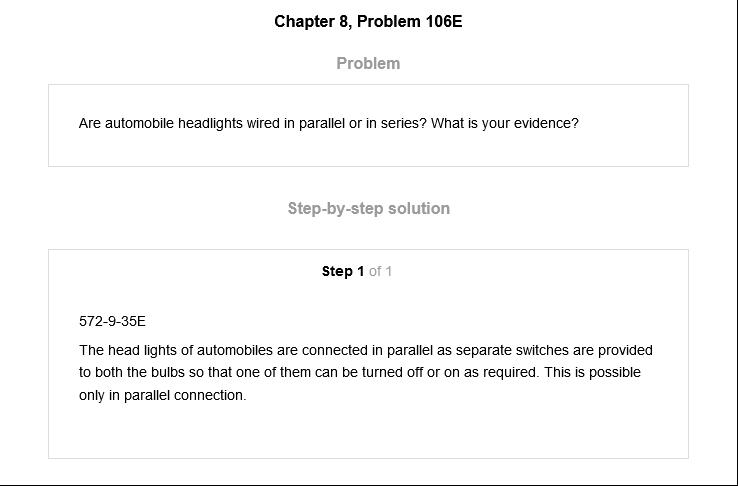 Chapter 8, Problem 106E
Problem
Are automobile headlights wired in parallel or in series? What is your evidence?
Step-by-step solution
Step 1 of 1
572-9-35E
The head lights of automobiles are connected in parallel as separate switches are provided
to both the bulbs so that one of them can be turned off or on as required. This is possible
only in parallel connection.